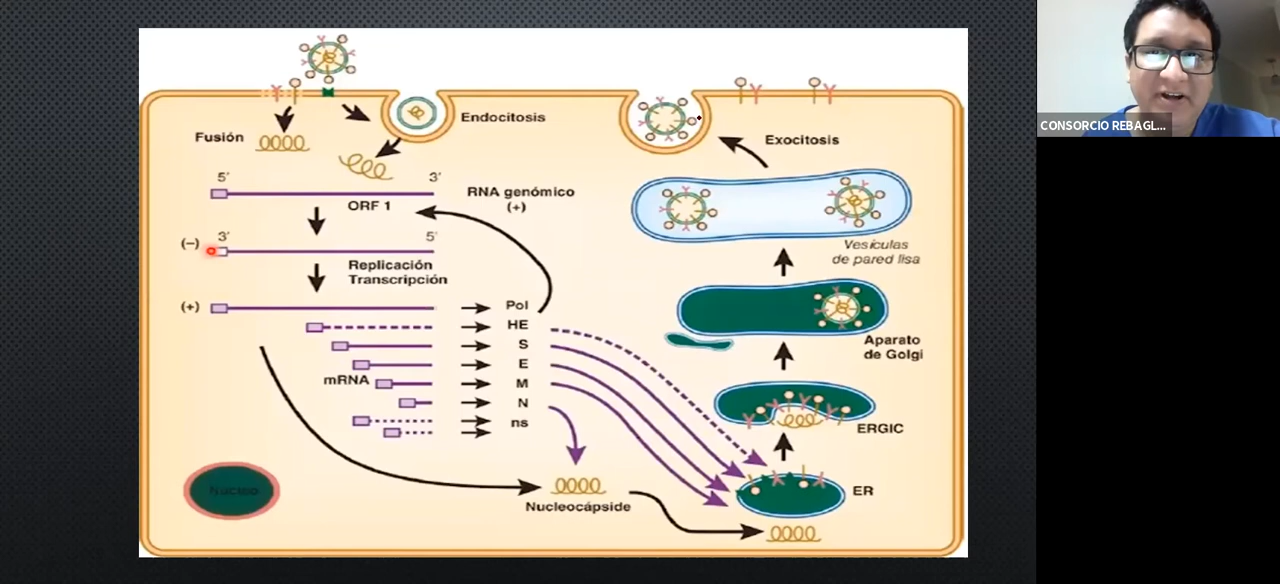 CONSORCIO REBAGL...
Fusión
Endocitosis
Exocitosis
5' 3'
ORF 1
RNA genómico
(+)
(–) 3' 5'
Replicación
Transcripción
(+)
Pol
HE
S
E
mRNA M
N
ns
Vesículas
de pared lisa
Aparato
de Golgi
ERGIC
ER
Núcleo
Nucleocápside